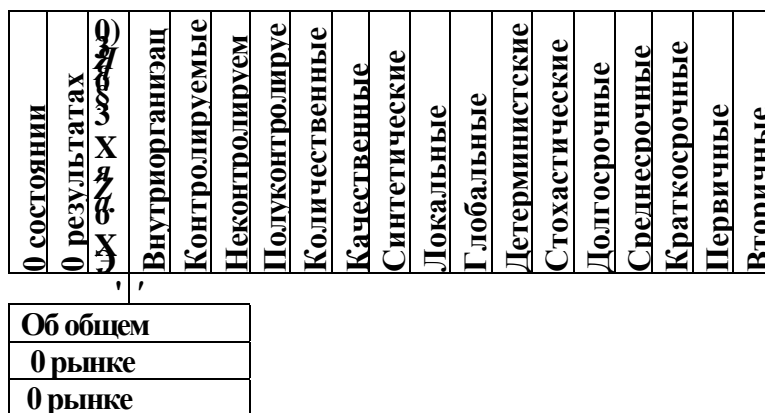 0 состоянии
0 результатах
Внутриорганизац
Контролируемые
Неконтролируем
Полуконтролируе
Количественные
Качественные
Синтетические
Локальные
Глобальные
Детерминистские
Стохастические
Долгосрочные
Среднесрочные
Краткосрочные
Первичные
Вторичные
Об общем
0 рынке
0 рынке